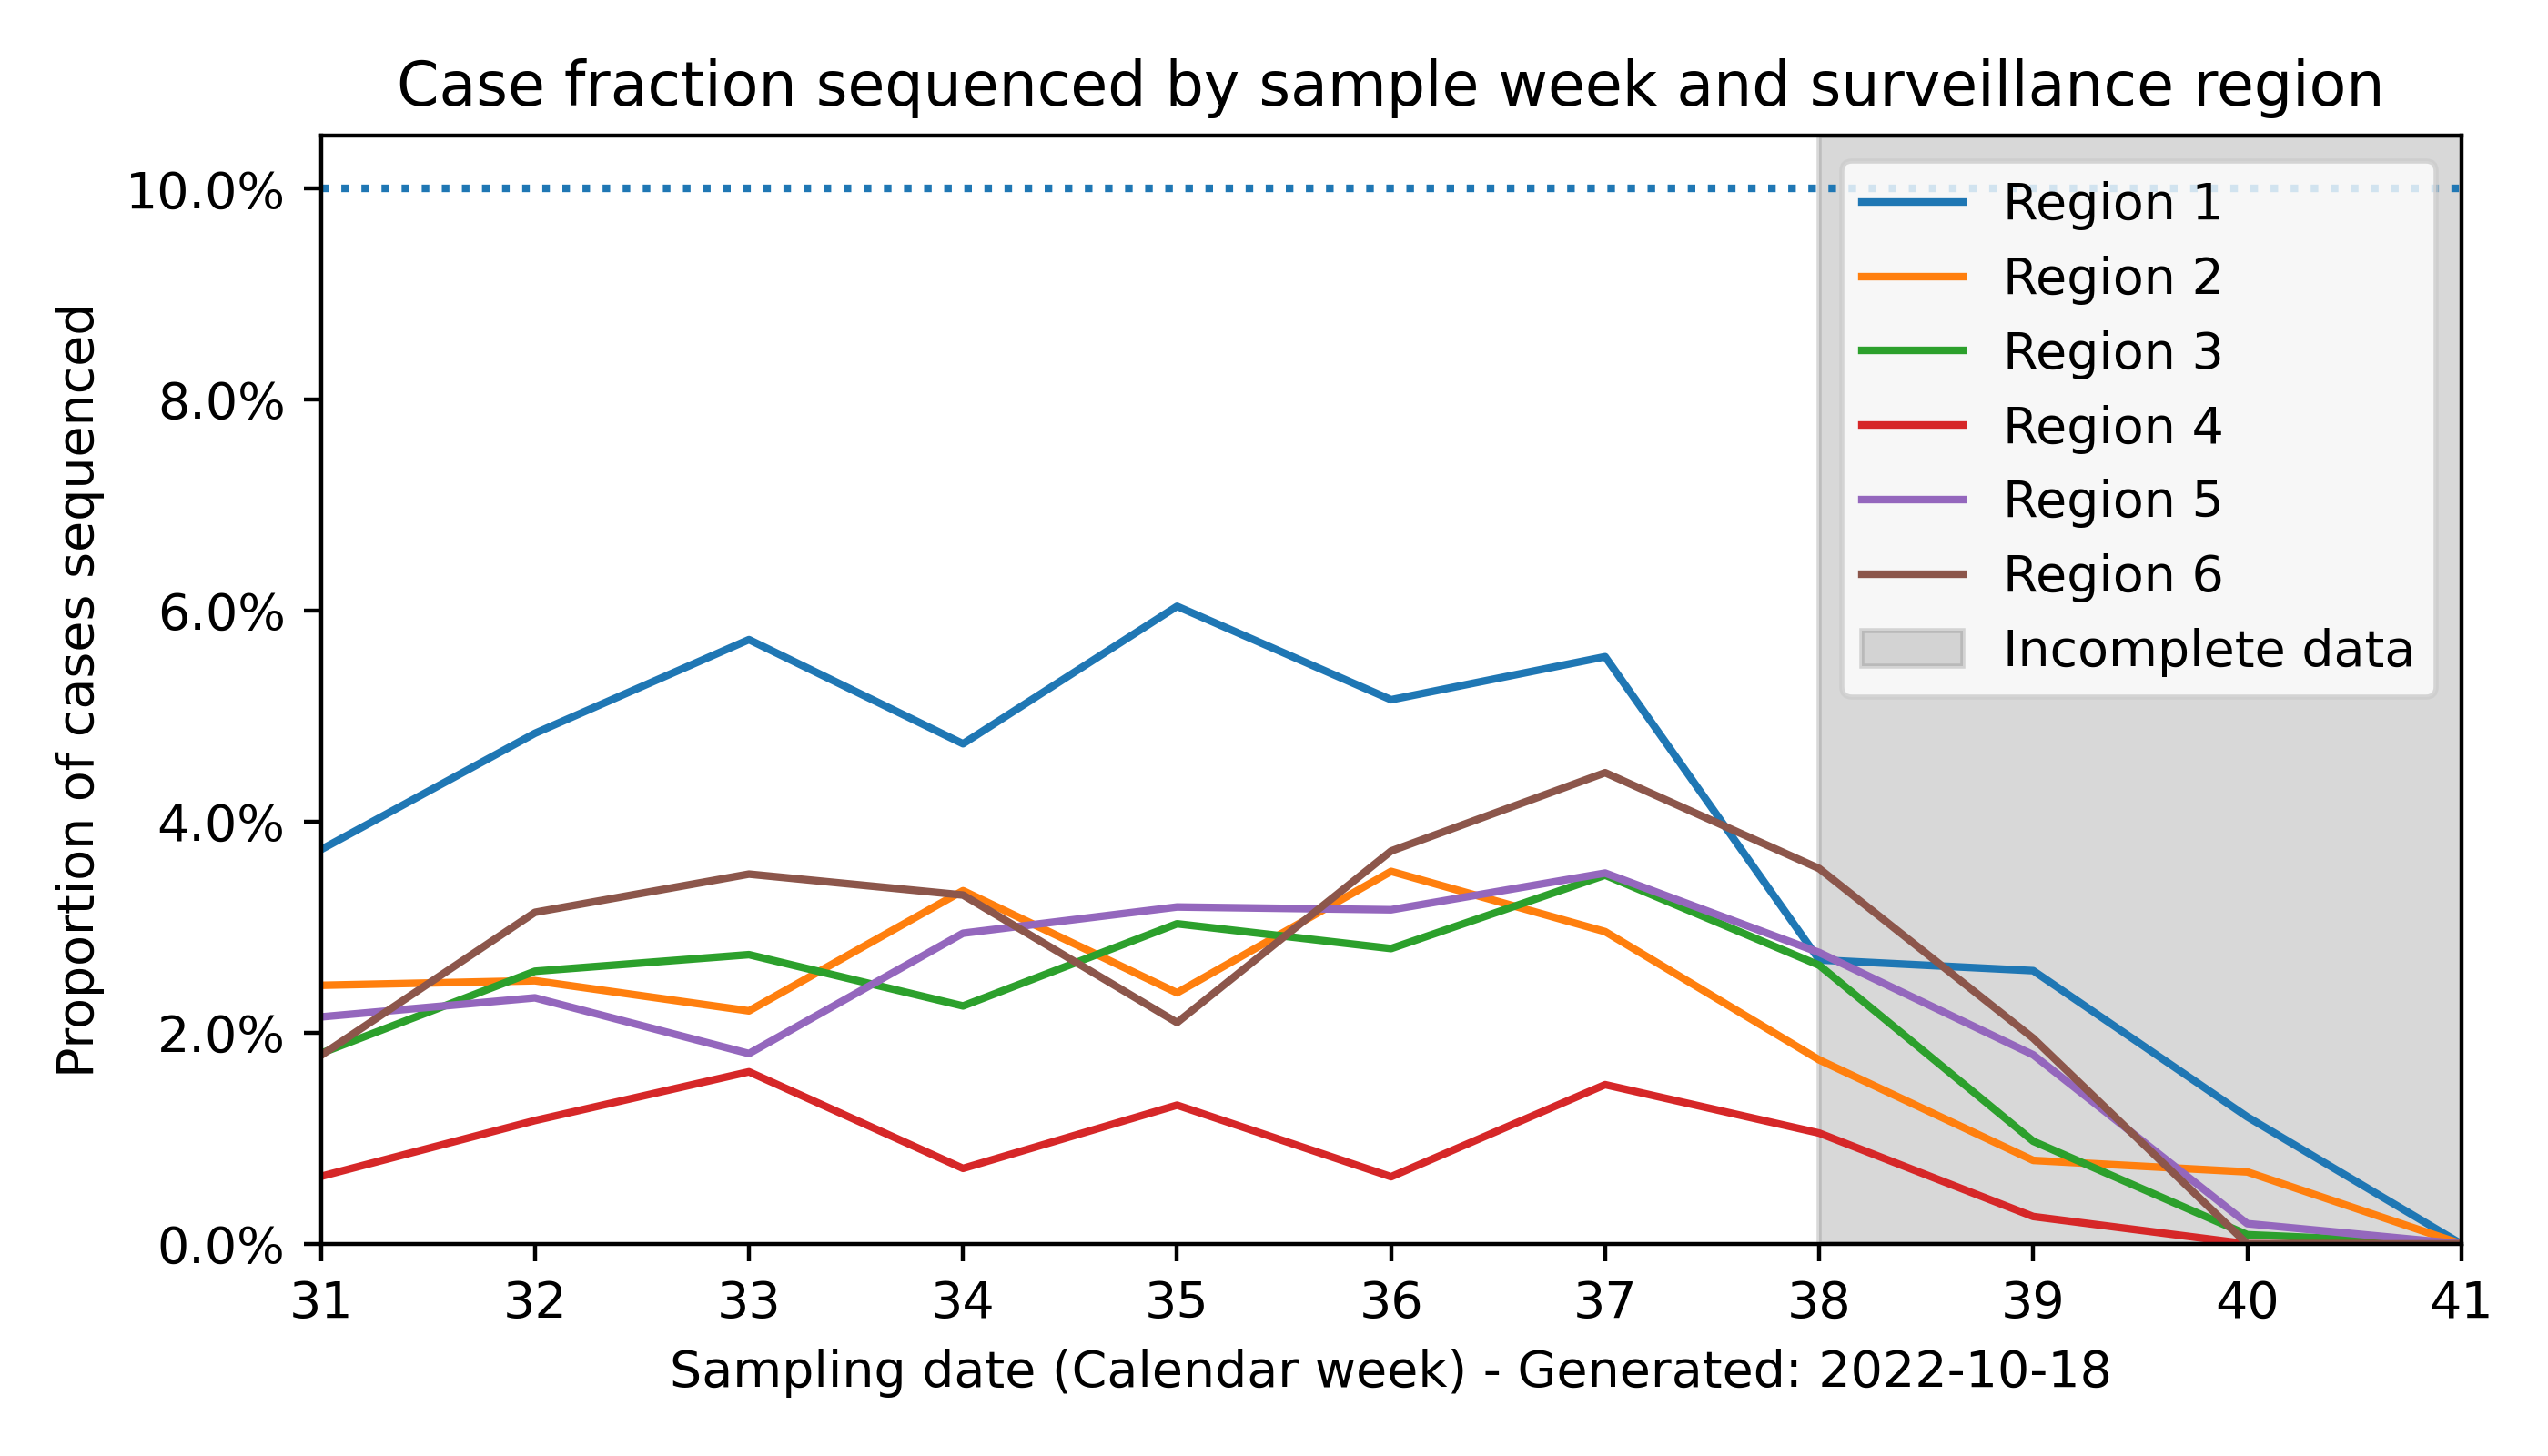 Case fraction sequenced by sample week and surveillance region
Proportion of cases sequenced
10.0%
8.0%
6.0%
4.0%
2.0%
0.0%
Region 1
Region 2
Region 3
Region 4
Region 5
Region 6
Incomplete data
31 32 33 34 35 36 37 38 39 40 41
Sampling date (Calendar week) - Generated: 2022-10-18